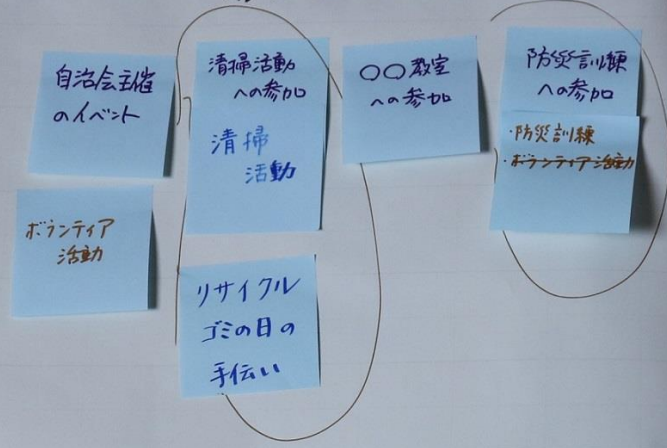 自治会主催
のイベント
清掃活動
への参加
清掃
活動
〇〇教室
への参加
防災訓練
への参加
・防災訓練
・ボランティア活動
ボランティア
活動
リサイクル
ゴミの日の
手伝い